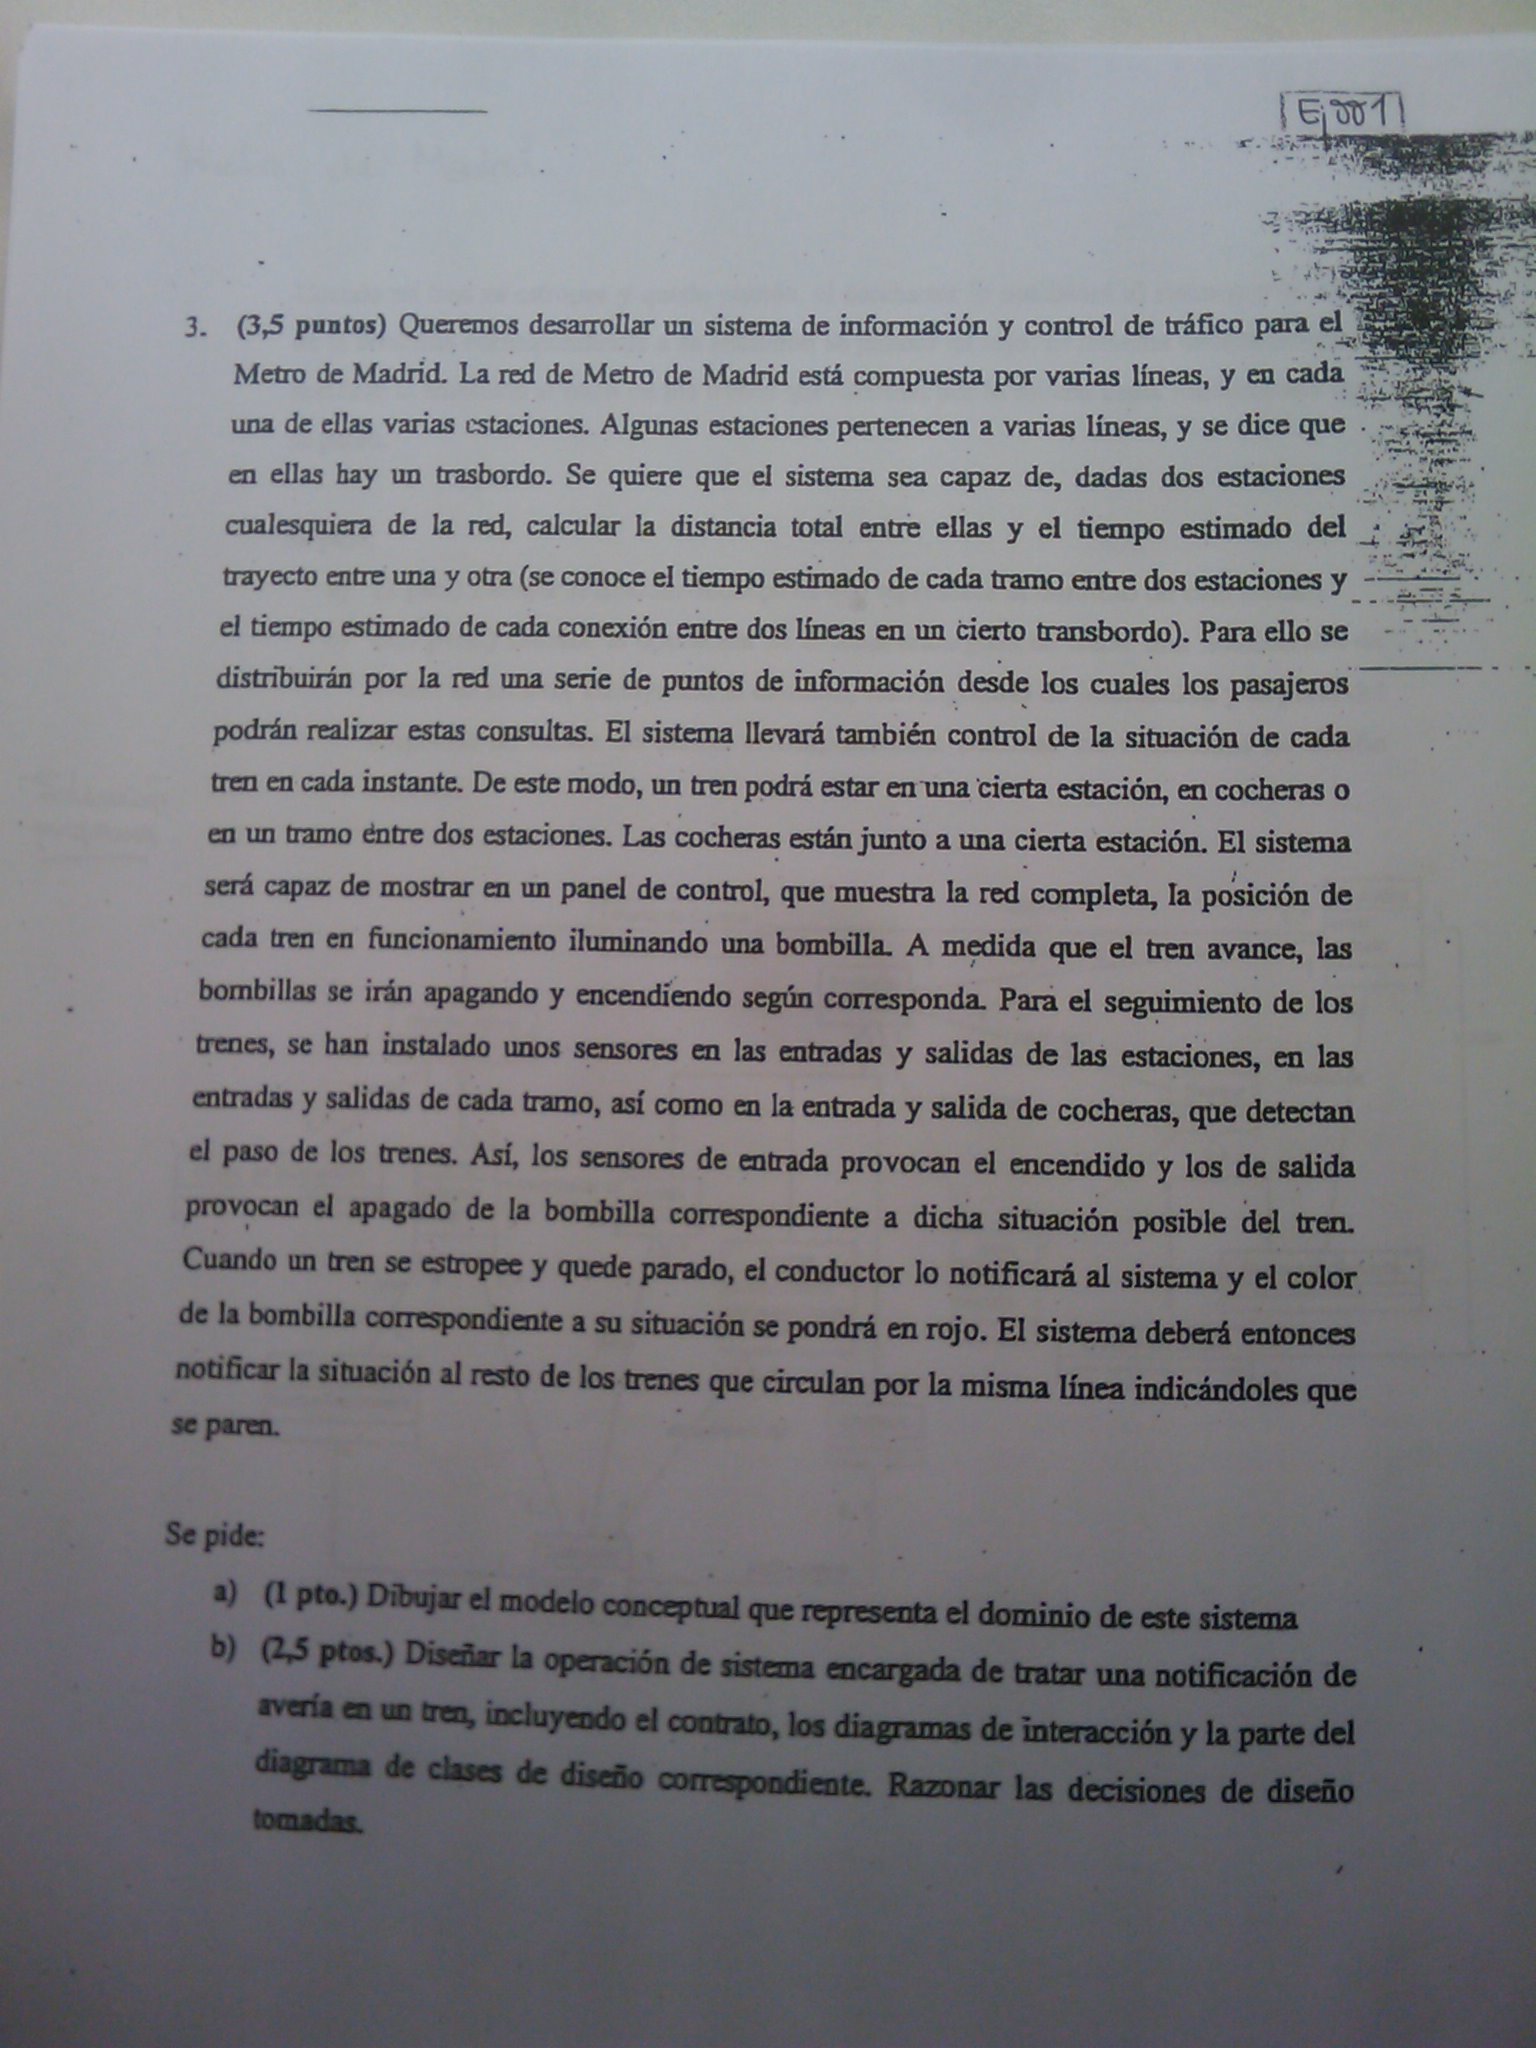 Ejer 1
3. (3,5 puntos) Queremos desarrollar un sistema de información y control de tráfico para el
Metro de Madrid. La red de Metro de Madrid está compuesta por varias líneas, y en cada
una de ellas varias estaciones. Algunas estaciones pertenecen a varias líneas, y se dice que
en ellas hay un trasbordo. Se quiere que el sistema sea capaz de, dadas dos estaciones
cualesquiera de la red, calcular la distancia total entre ellas y el tiempo estimado del
trayecto entre una y otra (se conoce el tiempo estimado de cada tramo entre dos estaciones y
el tiempo estimado de cada conexión entre dos líneas en un cierto transbordo). Para ello se
distribuirán por la red una serie de puntos de información desde los cuales los pasajeros
podrán realizar estas consultas. El sistema llevará también control de la situación de cada
tren en cada instante. De este modo, un tren podrá estar en una cierta estación, en cocheras o
en un tramo entre dos estaciones. Las cocheras están junto a una cierta estación. El sistema
será capaz de mostrar en un panel de control, que muestra la red completa, la posición de
cada tren en funcionamiento iluminando una bombilla. A medida que el tren avance, las
bombillas se irán apagando y encendiendo según corresponda. Para el seguimiento de los
trenes, se han instalado unos sensores en las entradas y salidas de las estaciones, en las
entradas y salidas de cada tramo, así como en la entrada y salida de cocheras, que detectan
el paso de los trenes. Así, los sensores de entrada provocan el encendido y los de salida
provocan el apagado de la bombilla correspondiente a dicha situación posible del tren.
Cuando un tren se estropee y quede parado, el conductor lo notificará al sistema y el color
de la bombilla correspondiente a su situación se pondrá en rojo. El sistema deberá entonces
notificar la situación al resto de los trenes que circulan por la misma línea indicándoles que
se paren.
Se pide:
a) (1 pto.) Dibujar el modelo conceptual que representa el dominio de este sistema
b) (2,5 ptos.) Diseñar la operación de sistema encargada de tratar una notificación de
avería en un tren, incluyendo el contrato, los diagramas de interacción y la parte del
diagrama de clases de diseño correspondiente. Razonar las decisiones de diseño
tomadas.